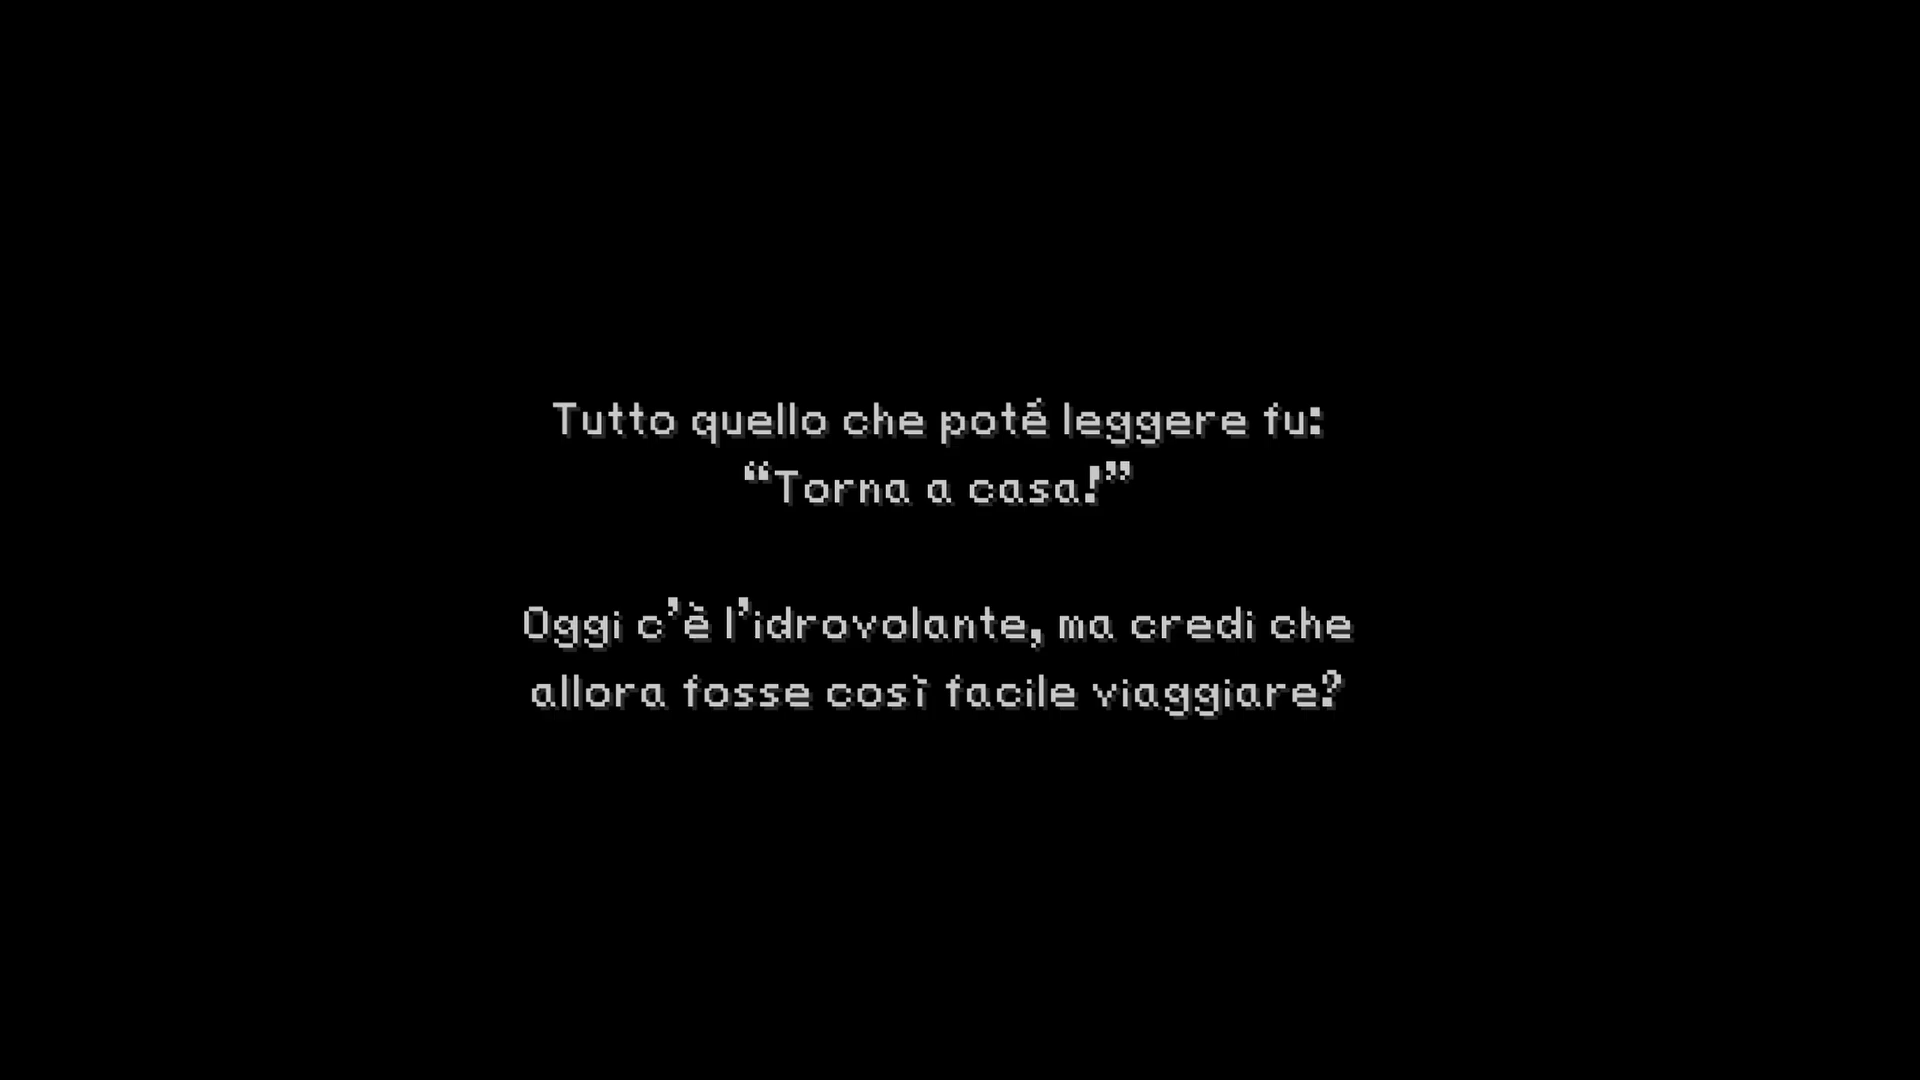 Tutto quello che poté leggere fu:
“Torna a casa!”
Oggi c’è l’idrovolante, ma credi che
allora fosse così facile viaggiare?